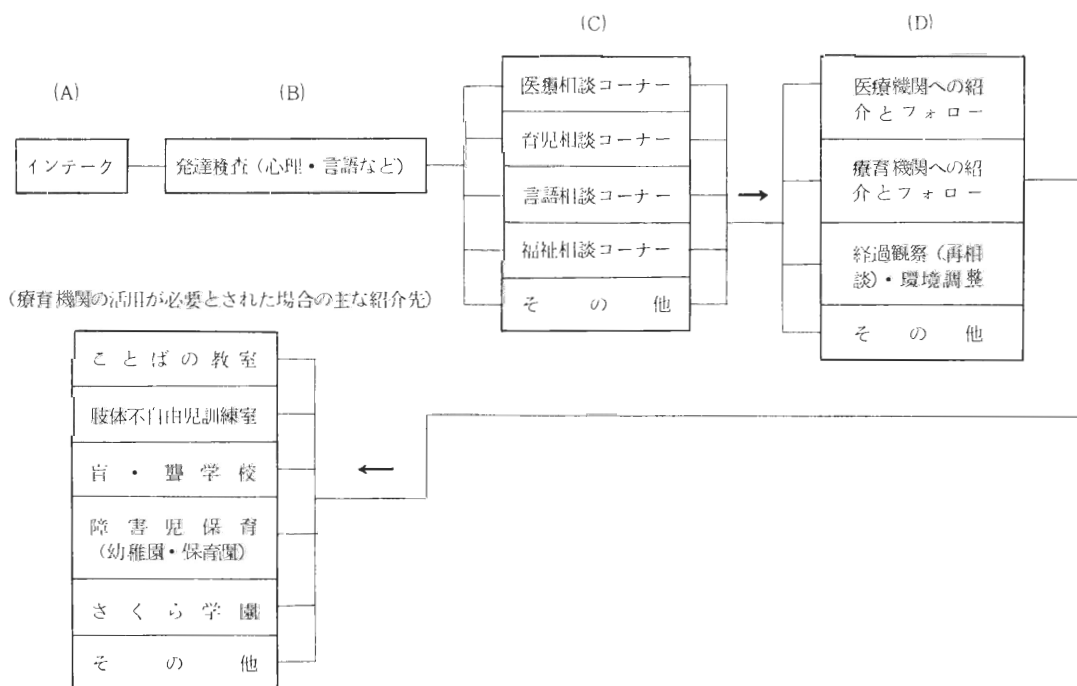 (A)
インテーク
(B)
発達検査（心理・言語など）
(C)
医療相談コーナー
育児相談コーナー
言語相談コーナー
福祉相談コーナー
その他
→
(D)
医療機関への紹
介とフォロー
療育機関への紹
介とフォロー
経過観察（再相
談）・環境調整
その他
(療育機関の活用が必要とされた場合の主な紹介先)
ことばの教室
肢体不自由児訓練室
盲・聾学校
障害児保育
(幼稚園・保育園)
さくら学園
その他
←